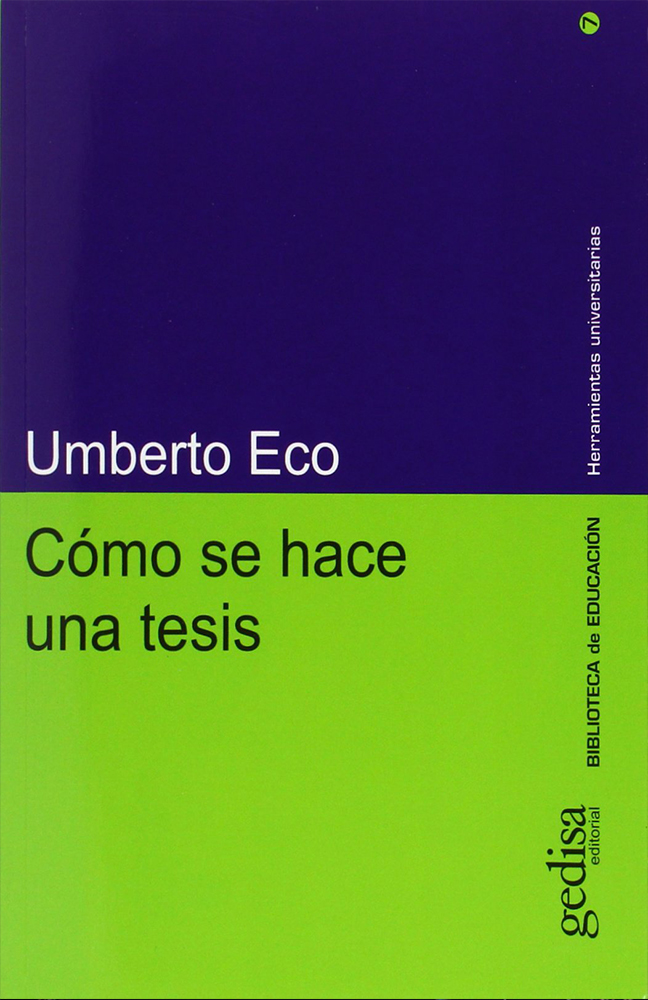 7
Herramientas universitarias
Umberto Eco
Cómo se hace
una tesis
BIBLIOTECA de EDUCACIÓN
gedisa
editorial